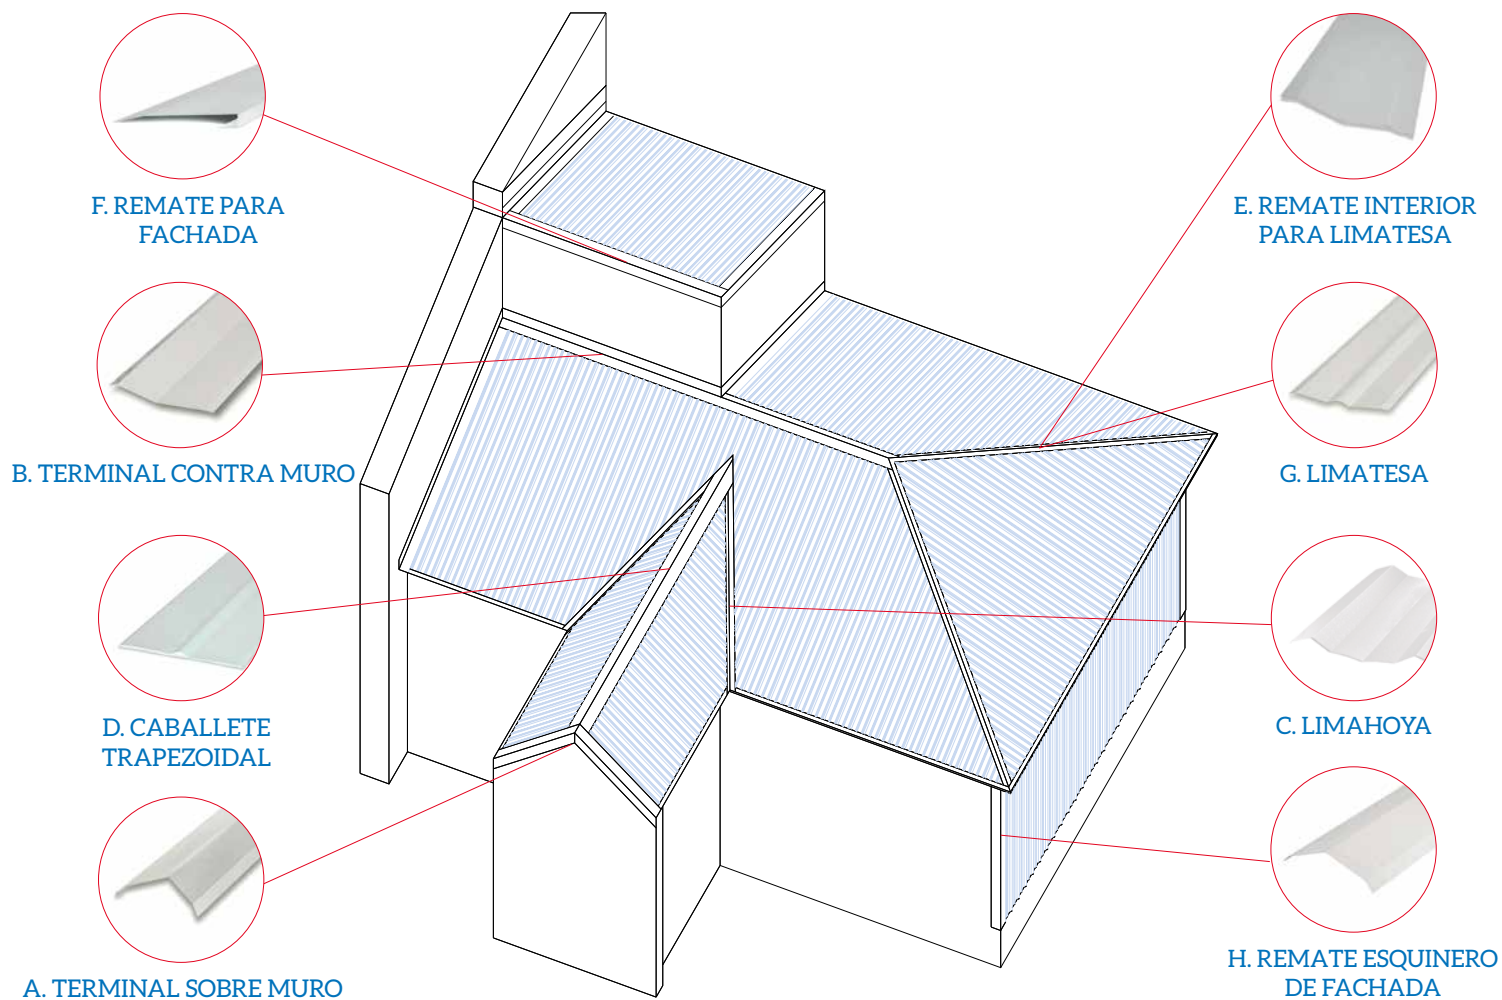 F. REMATE PARA
FACHADA
B. TERMINAL CONTRA MURO
D. CABALLETE
TRAPEZOIDAL
A. TERMINAL SOBRE MURO
E. REMATE INTERIOR
PARA LIMATESA
G. LIMATESA
C. LIMAHOYA
H. REMATE ESQUINERO
DE FACHADA